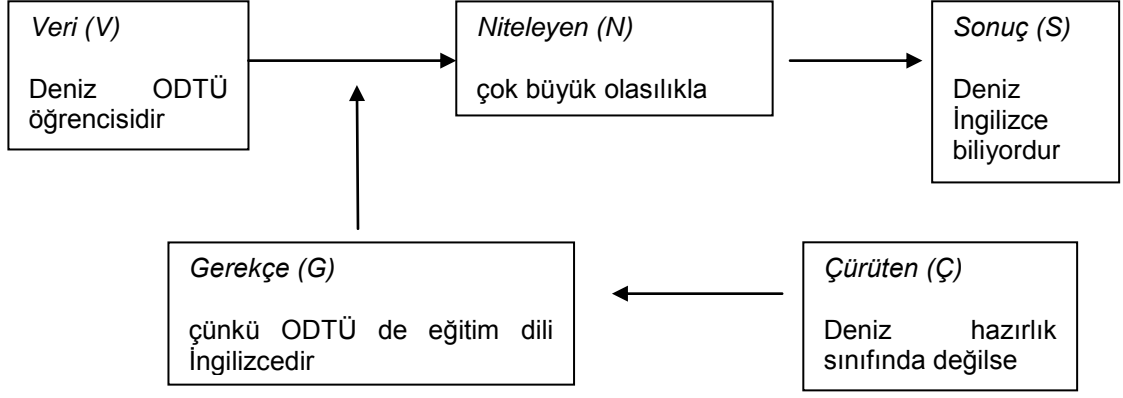 Veri (V)
Deniz ODTÜ
öğrencisidir
Niteleyen (N)
çok büyük olasılıkla
Sonuç (S)
Deniz
İngilizce
biliyordur
Gerekçe (G)
çünkü ODTÜ de eğitim dili
İngilizcedir
Çürüten (Ç)
Deniz hazırlık
sınıfında değilse